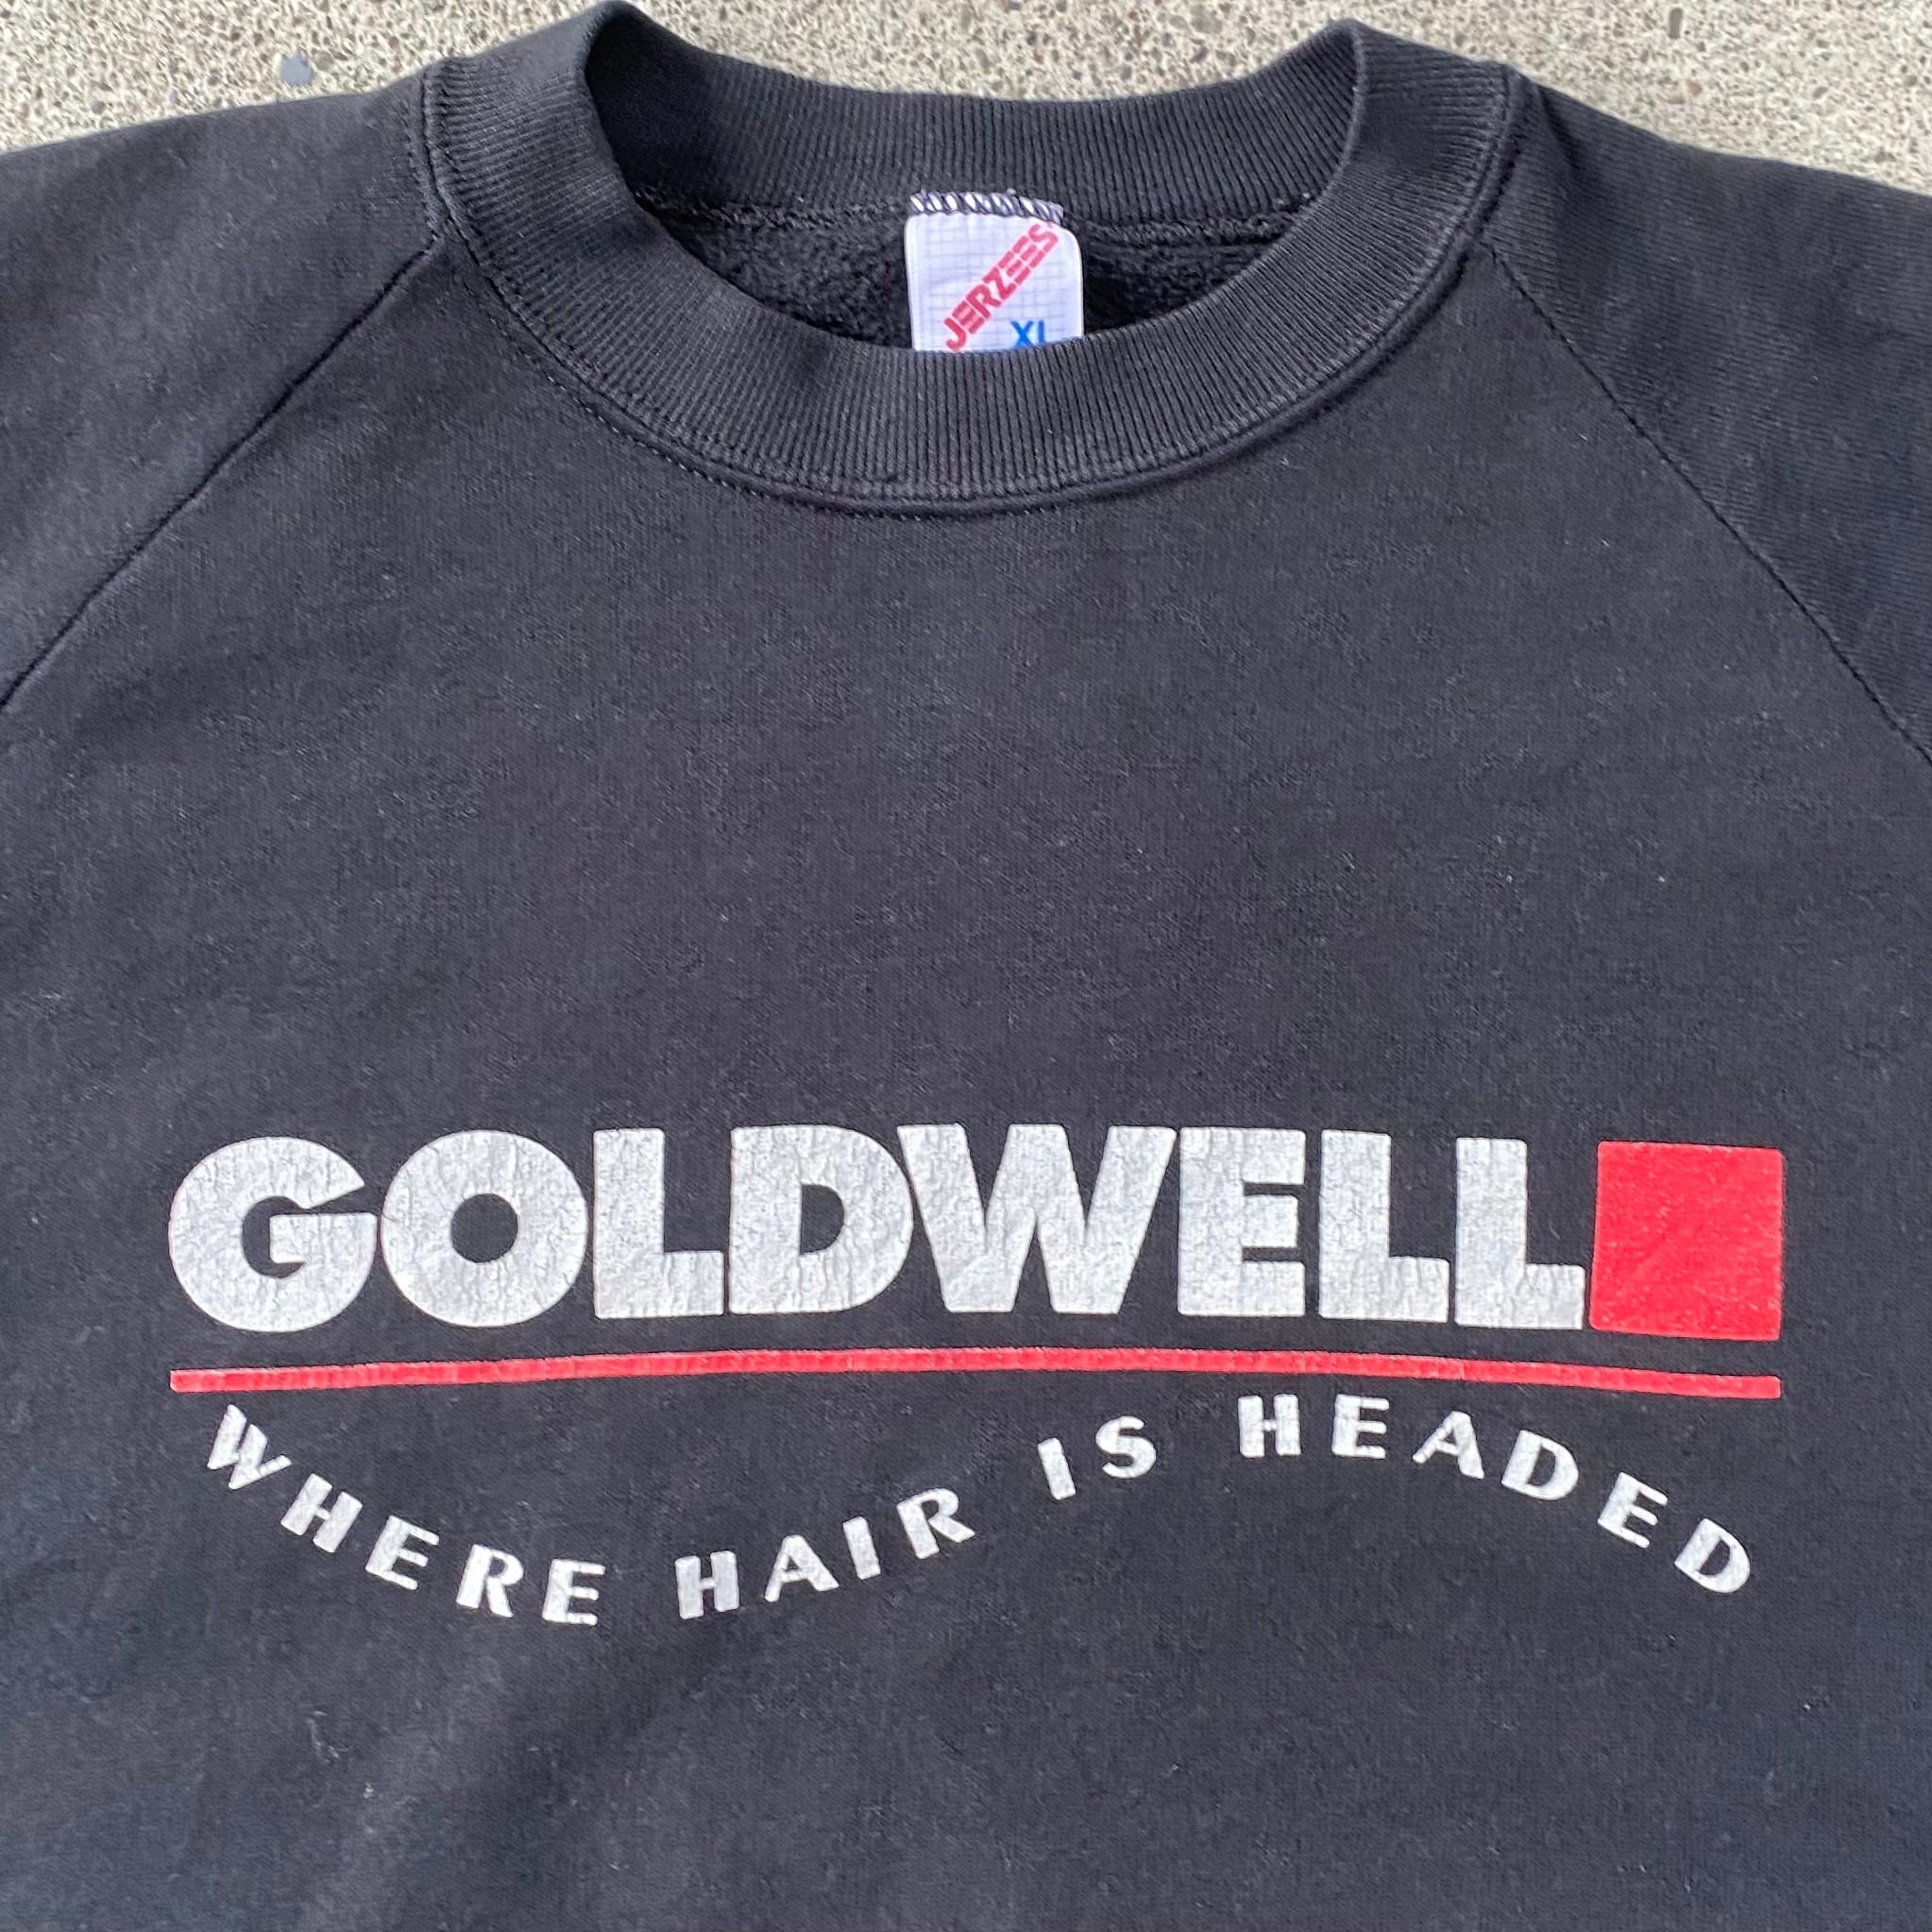 JERZEES
XL
GOLDWELL
WHERE HAIR IS HEADED